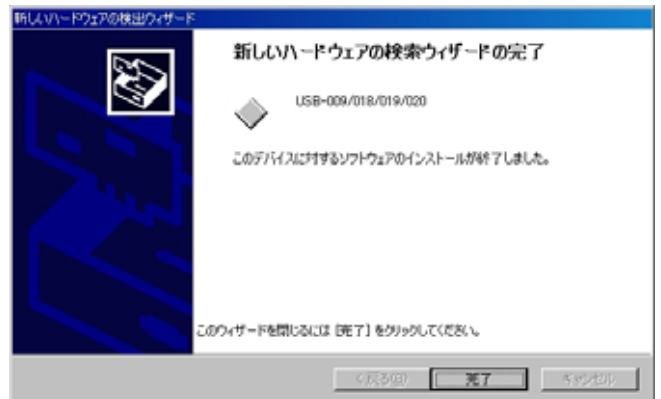 新しいハードウェアの検出ウィザード
新しいハードウェアの検索ウィザードの完了
USB-009/018/019/020
このデバイスに対するソフトウェアのインストールが終了しました。
このウィザードを閉じるには [完了] をクリックしてください。
< 戻る(B)
完了
キャンセル